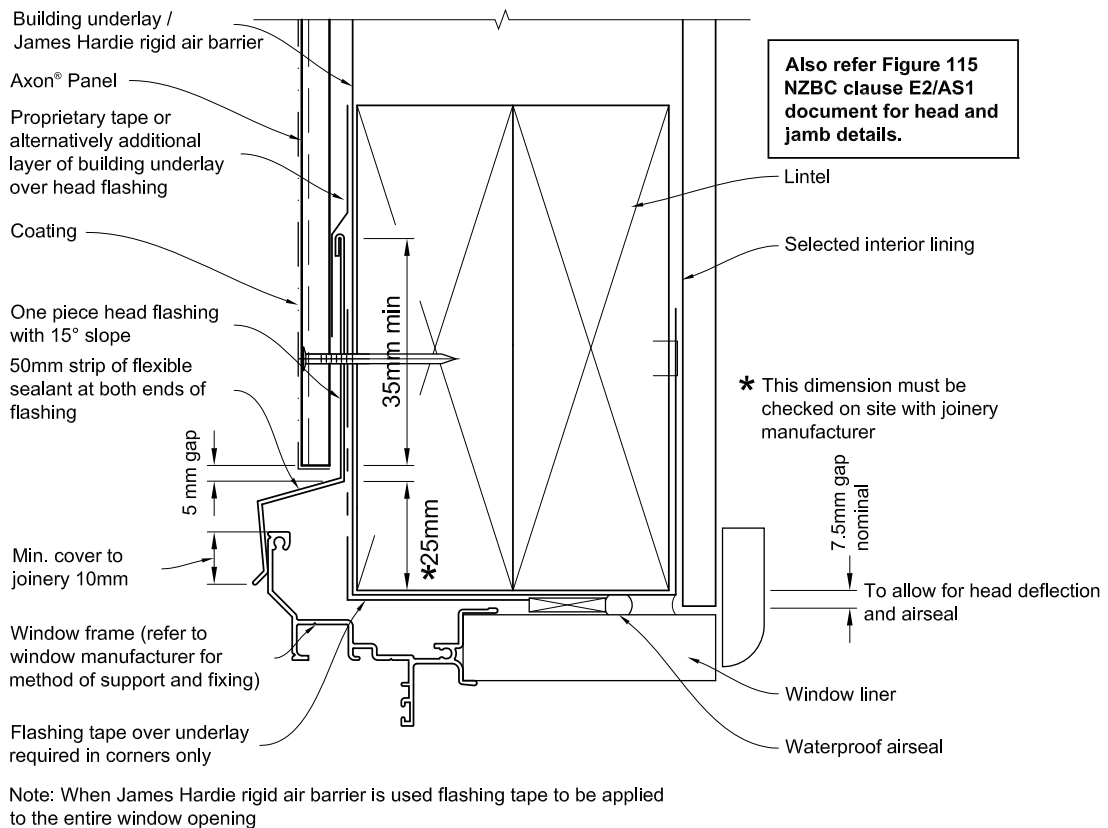 Building underlay /
James Hardie rigid air barrier
Axon® Panel
Proprietary tape or
alternatively additional
layer of building underlay
over head flashing
Coating
One piece head flashing
with 15° slope
50mm strip of flexible
sealant at both ends of
flashing
5 mm gap
Min. cover to
joinery 10mm
Window frame (refer to
window manufacturer for
method of support and fixing)
Flashing tape over underlay
required in corners only
35mm min
*25mm
Also refer Figure 115
NZBC clause E2/AS1
document for head and
jamb details.
Lintel
Selected interior lining
* This dimension must be
checked on site with joinery
manufacturer
7.5mm gap
nominal
To allow for head deflection
and airseal
Window liner
Waterproof airseal
Note: When James Hardie rigid air barrier is used flashing tape to be applied
to the entire window opening